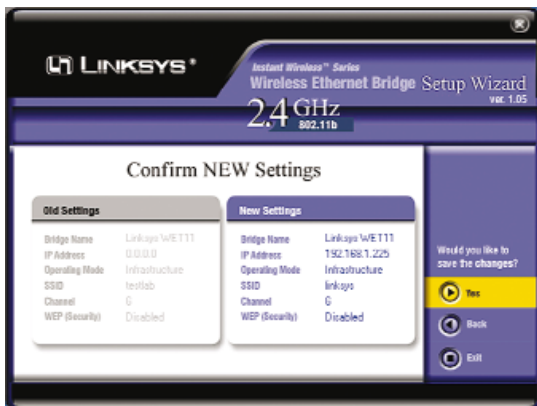 LINKSYS®
Instant Wireless™ Series
Wireless Ethernet Bridge Setup Wizard
ver. 1.05
2.4 GHz
802.11b
Confirm NEW Settings
Old Settings
Bridge Name Linksys WET11
IP Address 0.0.0.0
Operating Mode Infrastructure
SSID testlab
Channel 6
WEP (Security) Disabled
New Settings
Bridge Name Linksys WET11
IP Address 192.168.1.225
Operating Mode Infrastructure
SSID linksys
Channel 6
WEP (Security) Disabled
Would you like to
save the changes?
Yes
Back
Exit